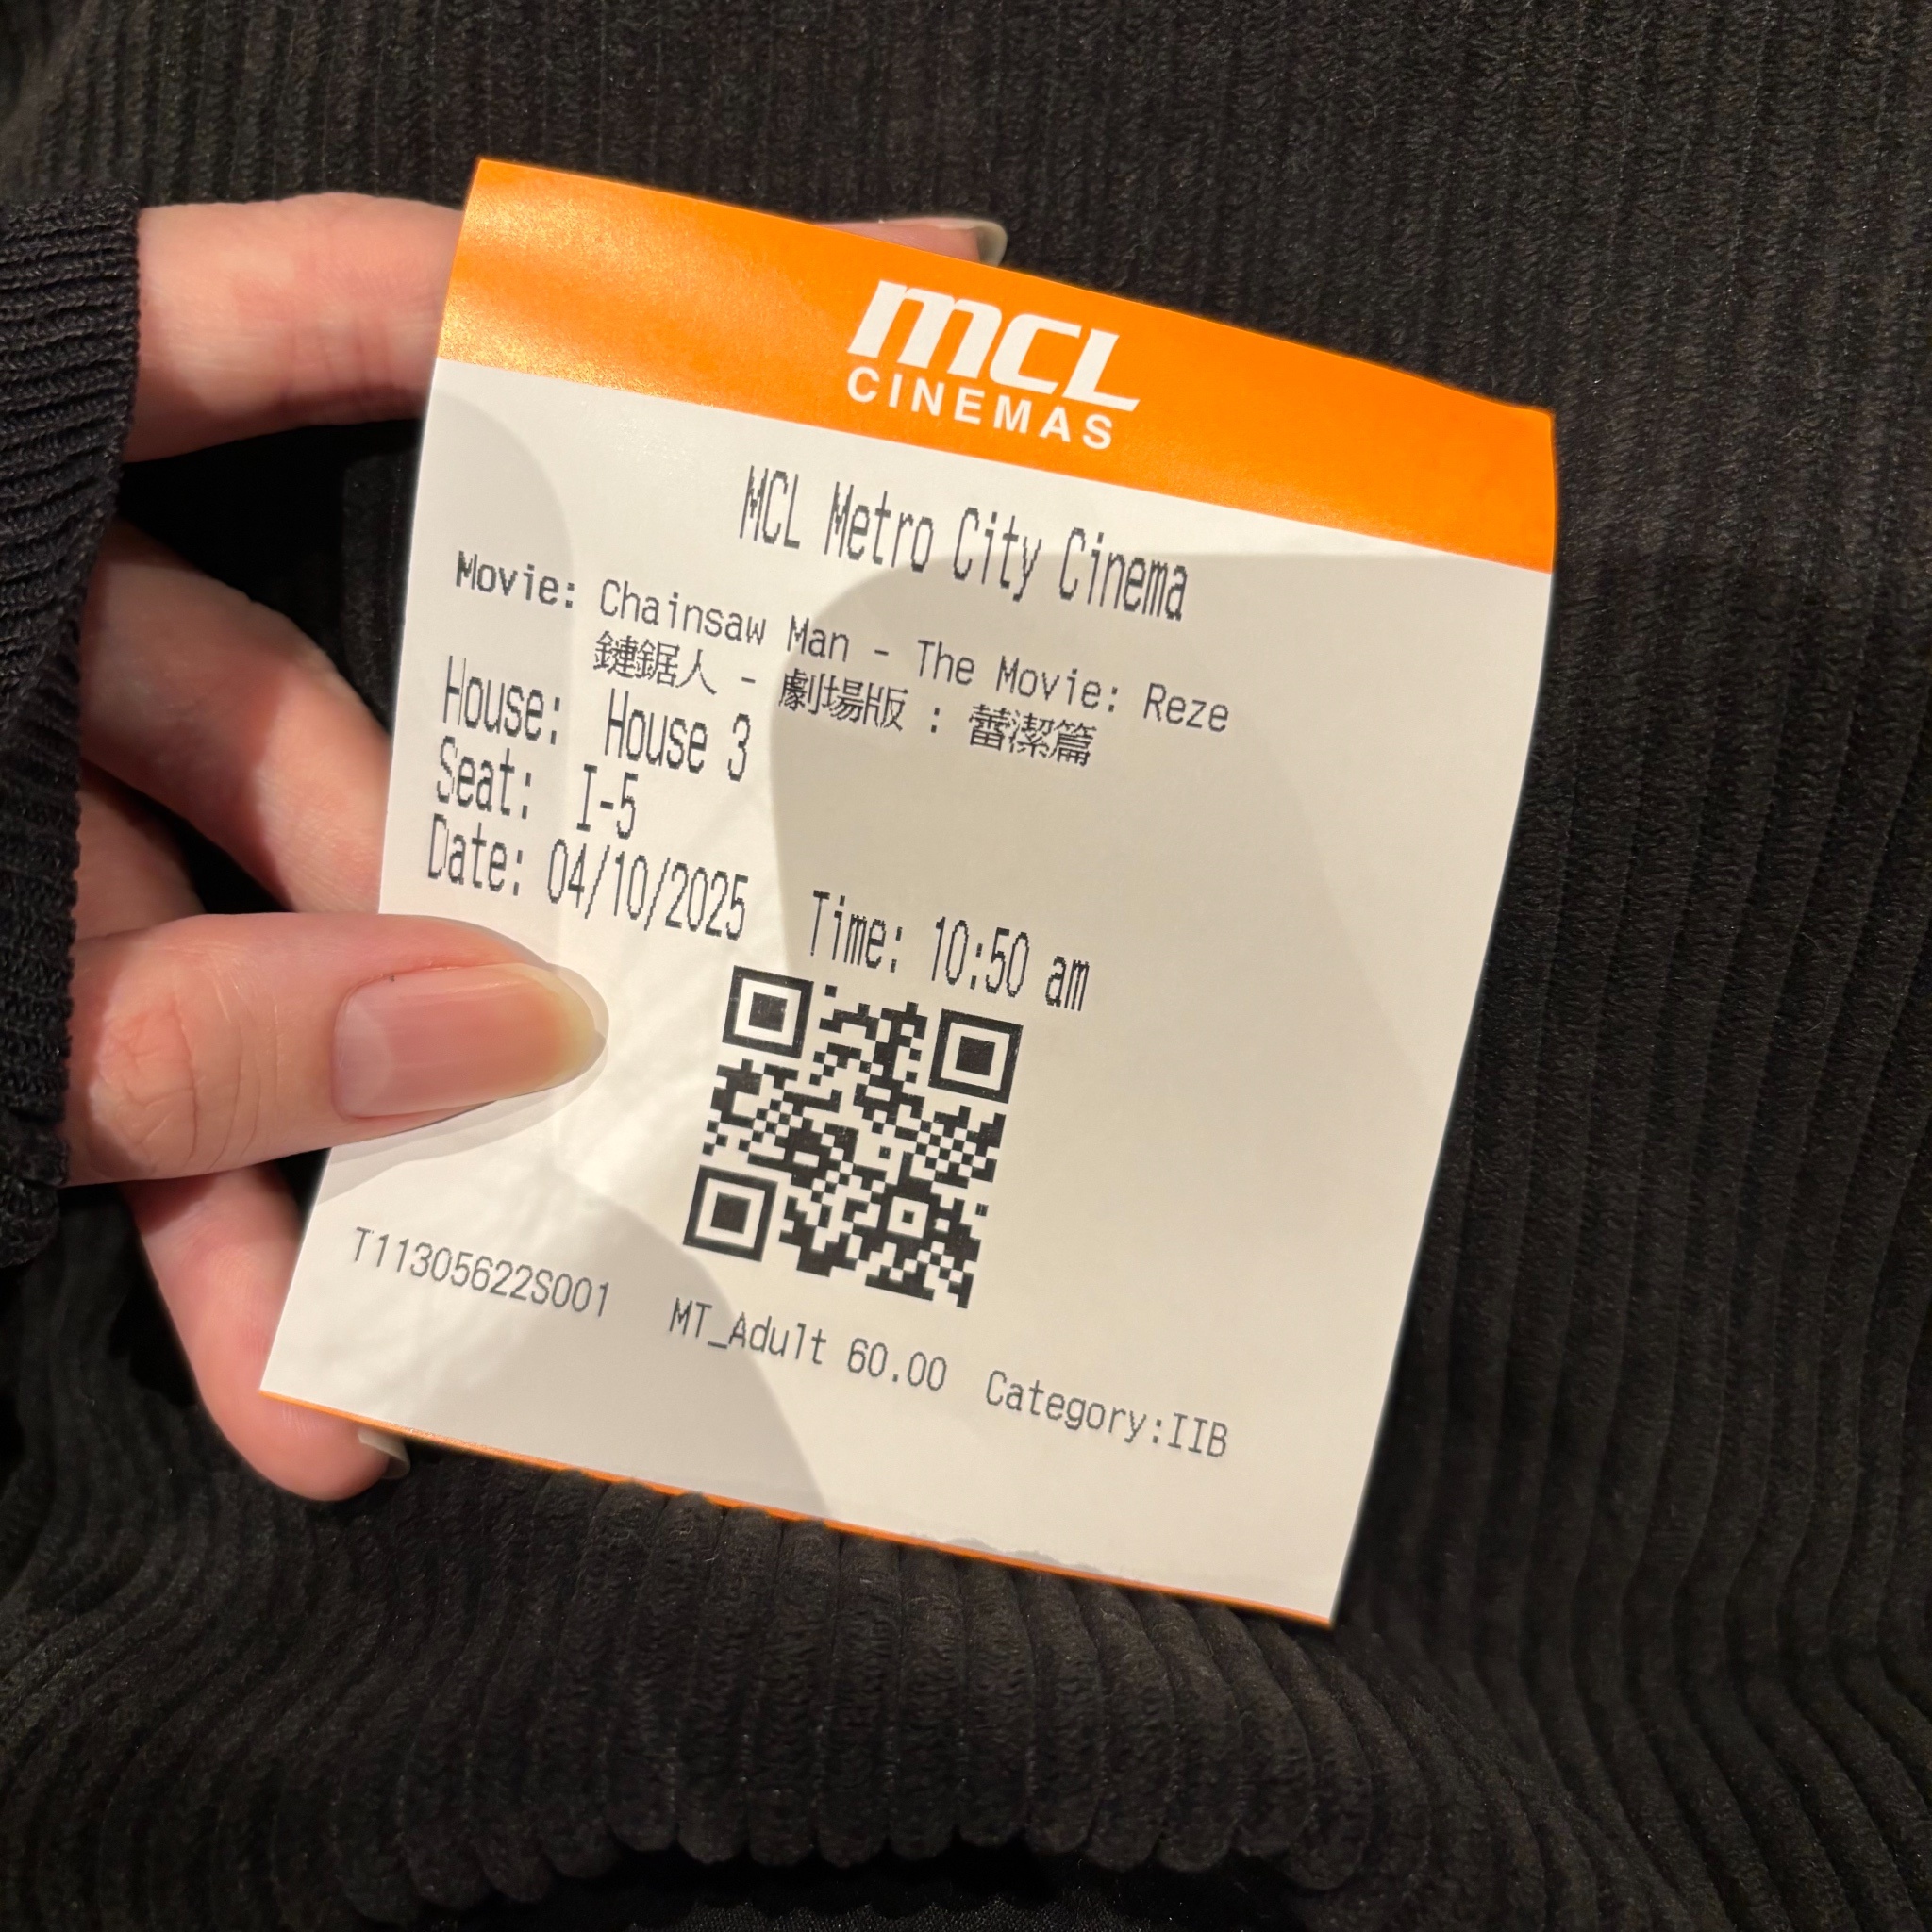 MCL
CINEMAS
MCL Metro City Cinema
Movie: Chainsaw Man - The Movie: Reze
鏈鋸人 - 劇場版 : 蕾潔篇
House: House 3
Seat: I-5
Date: 04/10/2025 Time: 10:50 am
T11305622S001 MT_Adult 60.00 Category:IIB